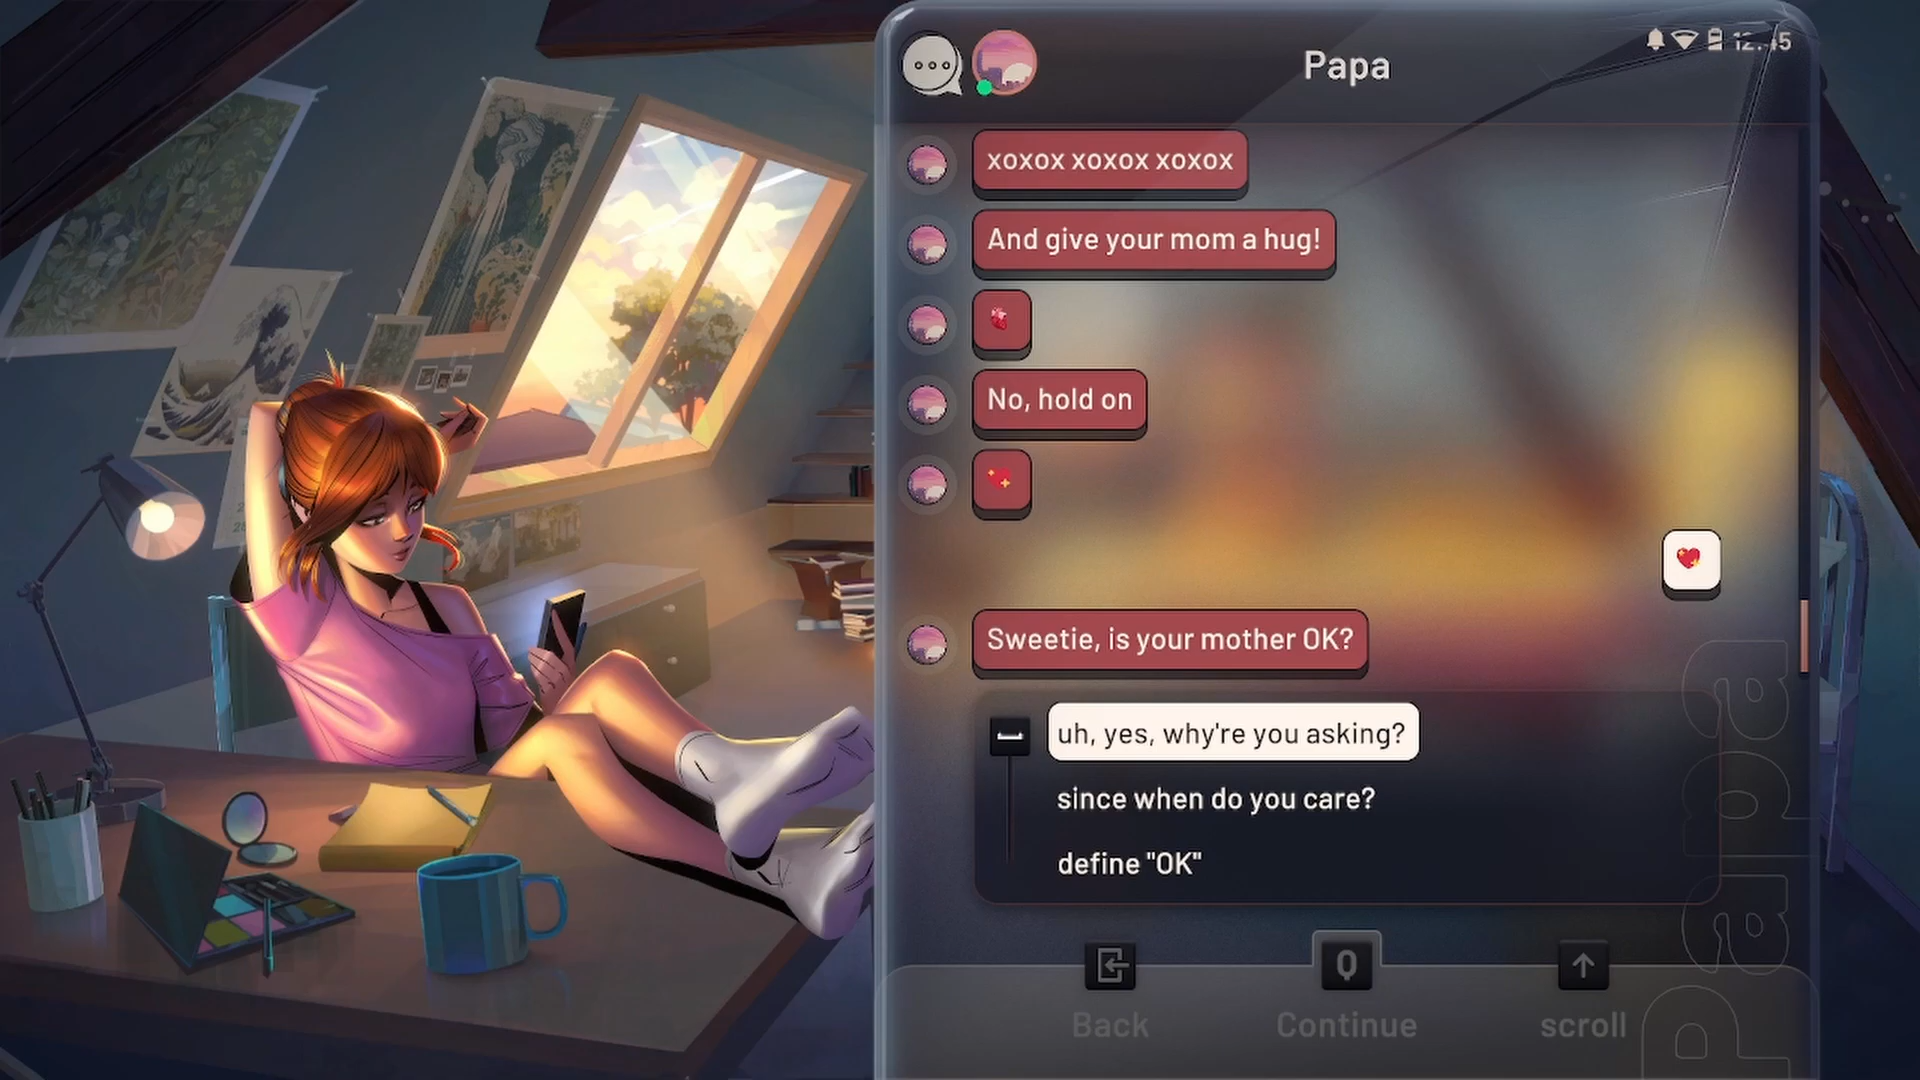 Papa
xoxox xoxox xoxox
And give your mom a hug!
No, hold on
Sweetie, is your mother OK?
uh, yes, why're you asking?
since when do you care?
define "OK"
Q
Back
Continue
scroll
Papa